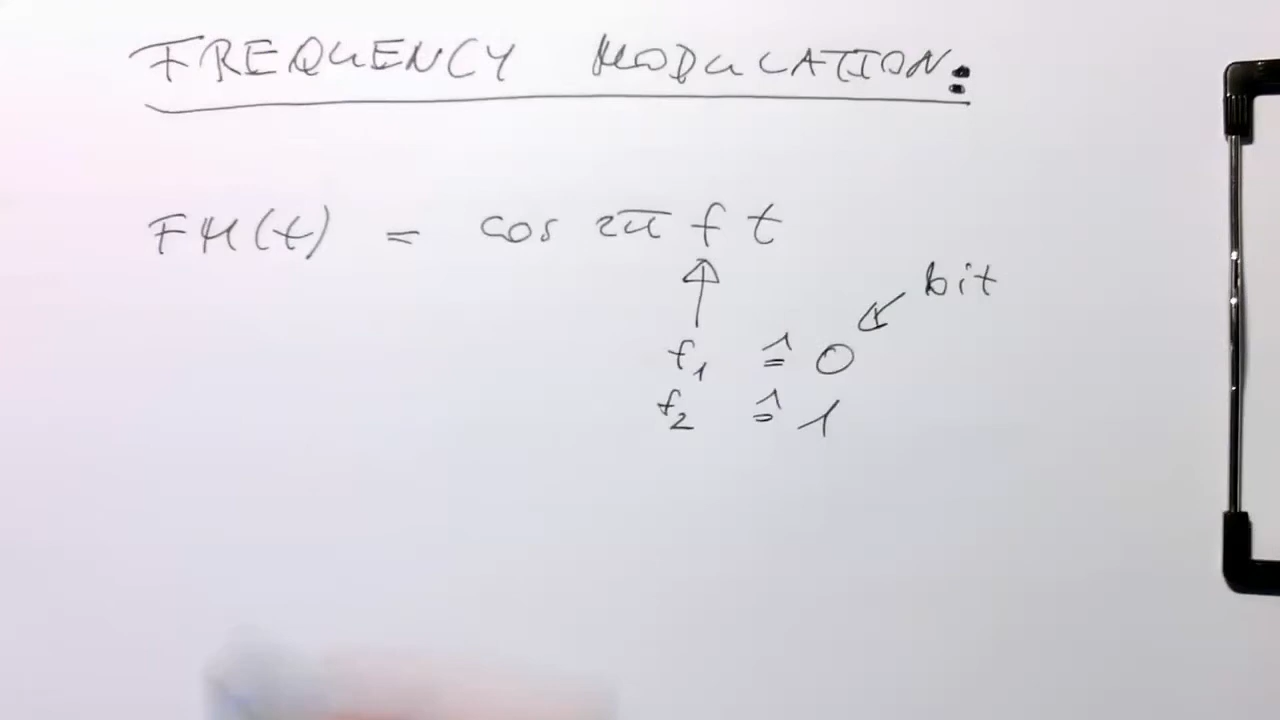 FREQUENCY MODULATION:
FM(t) = cos 2π f t
bit
f₁ ≙ 0
f₂ ≙ 1